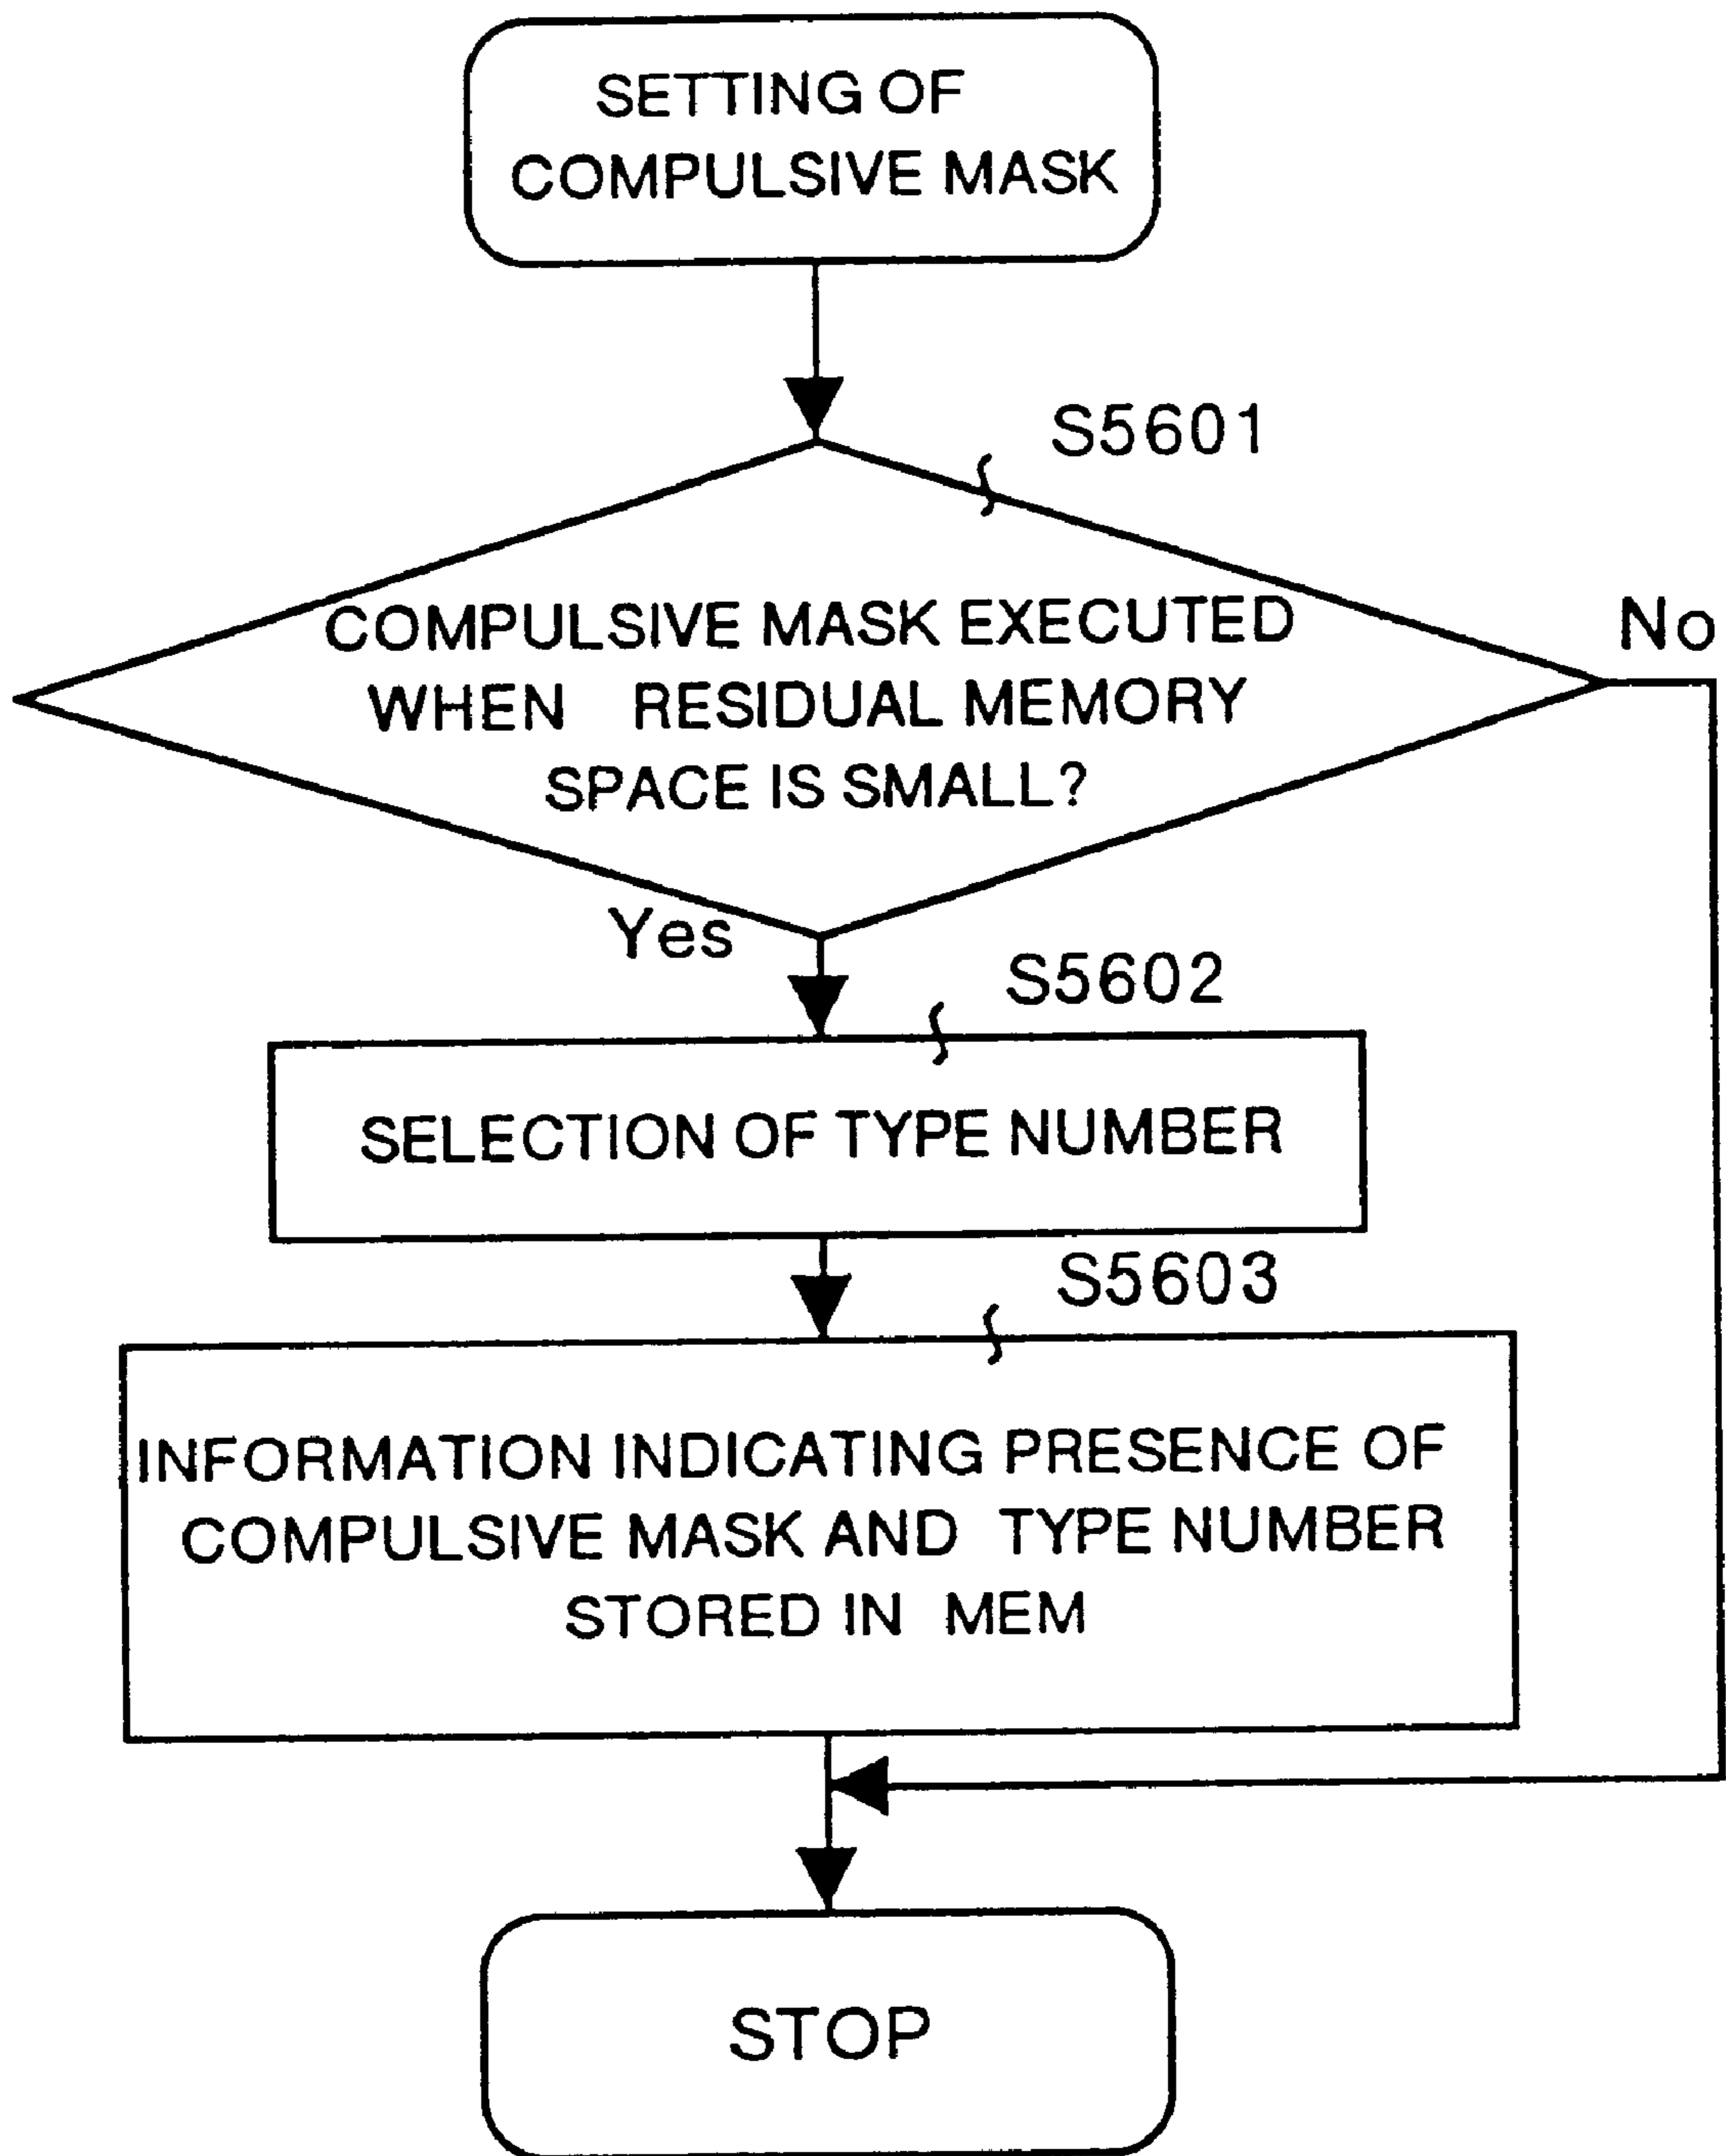 SETTING OF
COMPULSIVE MASK
S5601
COMPULSIVE MASK EXECUTED
WHEN RESIDUAL MEMORY
SPACE IS SMALL?
No
Yes
S5602
SELECTION OF TYPE NUMBER
S5603
INFORMATION INDICATING PRESENCE OF
COMPULSIVE MASK AND TYPE NUMBER
STORED IN MEM
STOP